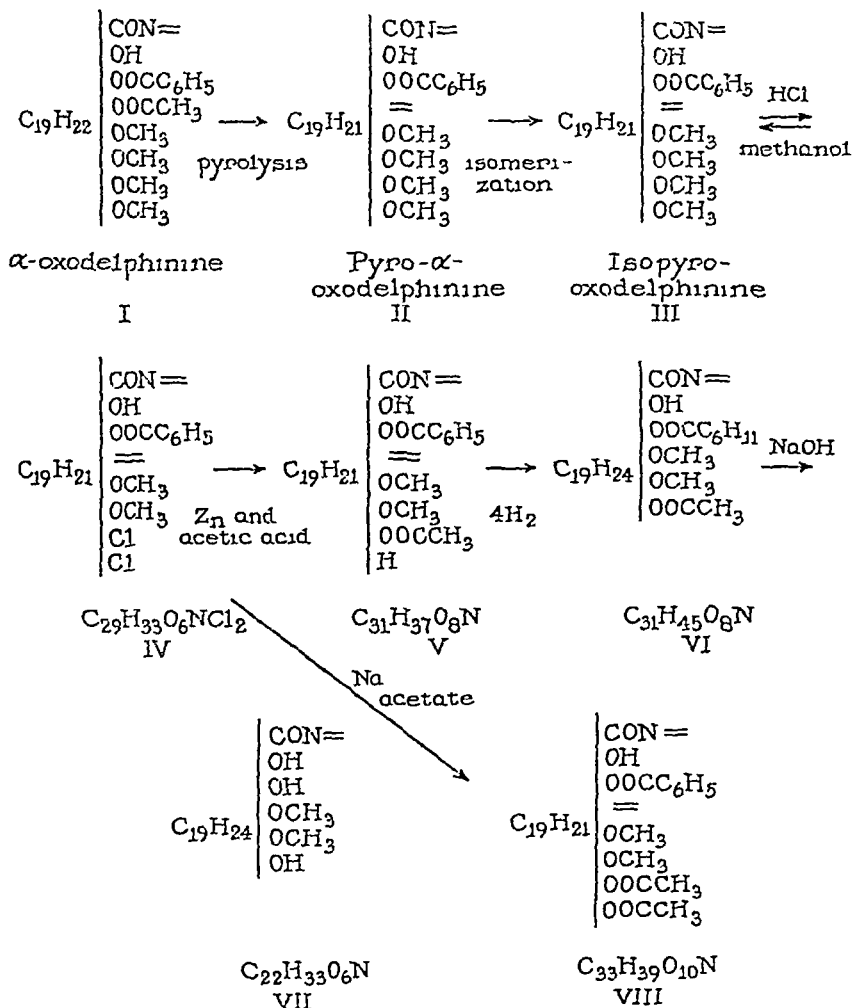 C19H22 | CON= OH OOCC6H5 OOCCH3 OCH3 OCH3 OCH3 OCH3
pyrolysis
C19H21 | CON= OH OOCC6H5 = OCH3 OCH3 OCH3 OCH3
isomeri-
zation
C19H21 | CON= OH OOCC6H5 = OCH3 OCH3 OCH3 OCH3
HCl
methanol
α-oxodelphinine
I
Pyro-α-
oxodelphinine
II
Isopyro-
oxodelphinine
III
C19H21 | CON= OH OOCC6H5 = OCH3 OCH3 Cl Cl
Zn and
acetic acid
C19H21 | CON= OH OOCC6H5 = OCH3 OCH3 OOCCH3 H
4H2
C19H24 | CON= OH OOCC6H11 OCH3 OCH3 OOCCH3
NaOH
C29H33O6NCl2
IV
C31H37O8N
V
C31H45O8N
VI
Na
acetate
C19H24 | CON= OH OH OCH3 OCH3 OH
C19H21 | CON= OH OOCC6H5 = OCH3 OCH3 OOCCH3 OOCCH3
C22H33O6N
VII
C33H39O10N
VIII